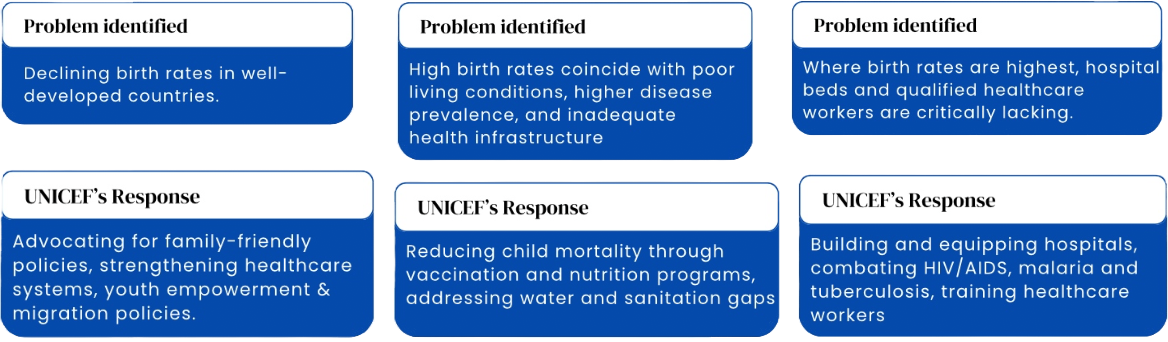 Problem identified
Declining birth rates in well-
developed countries.
Problem identified
High birth rates coincide with poor
living conditions, higher disease
prevalence, and inadequate
health infrastructure
Problem identified
Where birth rates are highest, hospital
beds and qualified healthcare
workers are critically lacking.
UNICEF’s Response
Advocating for family-friendly
policies, strengthening healthcare
systems, youth empowerment &
migration policies.
UNICEF’s Response
Reducing child mortality through
vaccination and nutrition programs,
addressing water and sanitation gaps
UNICEF’s Response
Building and equipping hospitals,
combating HIV/AIDS, malaria and
tuberculosis, training healthcare
workers